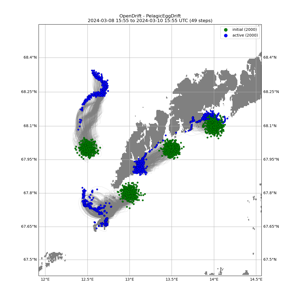 OpenDrift - PelagicEggDrift
2024-03-08 15:55 to 2024-03-10 15:55 UTC (49 steps)
initial (2000)
active (2000)
68.4°N
68.25°N
68.1°N
67.95°N
67.8°N
67.65°N
67.5°N
68.4°N
68.25°N
68.1°N
67.95°N
67.8°N
67.65°N
67.5°N
12°E
12.5°E
13°E
13.5°E
14°E
14.5°E